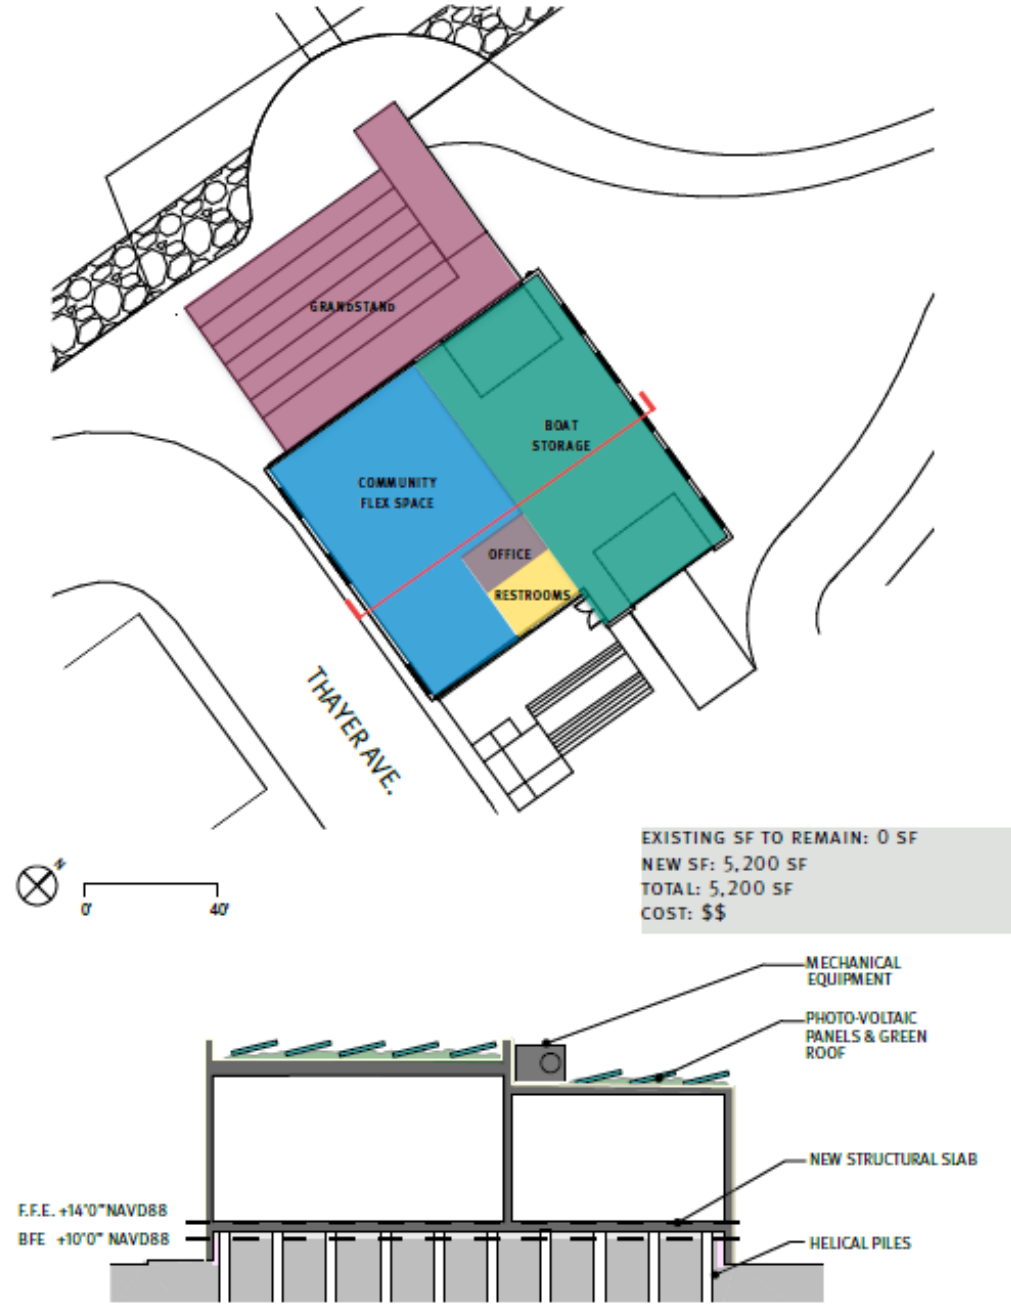 GRANDSTAND
BOAT
STORAGE
COMMUNITY
FLEX SPACE
OFFICE
RESTROOMS
THAYER AVE.
N
0'
40'
EXISTING SF TO REMAIN: 0 SF
NEW SF: 5,200 SF
TOTAL: 5,200 SF
COST: $$
MECHANICAL
EQUIPMENT
PHOTO-VOLTAIC
PANELS & GREEN
ROOF
NEW STRUCTURAL SLAB
F.F.E. +14'0" NAVD88
BFE +10'0" NAVD88
HELICAL PILES